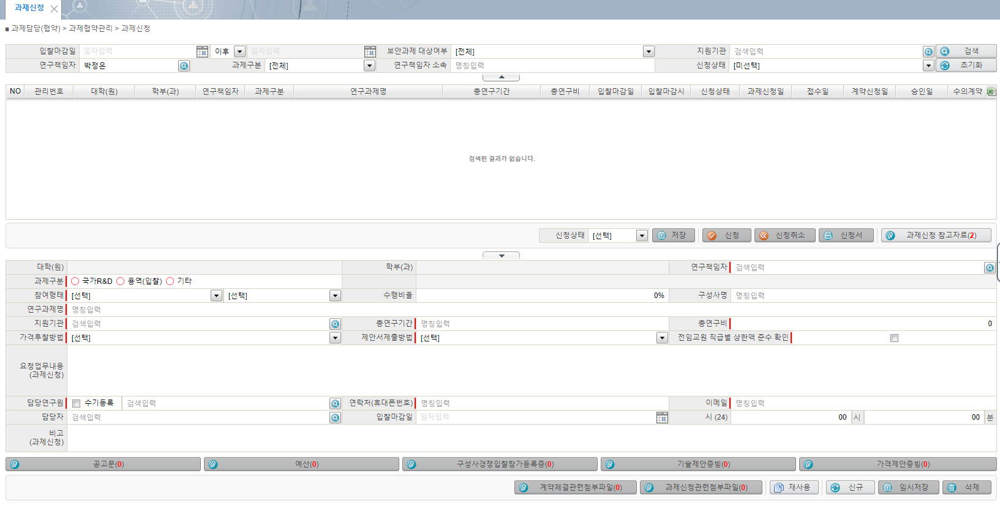 과제신청
■ 과제담당(협약) > 과제협약관리 > 과제신청
입찰마감일 일자입력 이후 일자입력 보안과제 대상여부 [전체] 지원기관 검색입력 검색
연구책임자 박정은 과제구분 [전체] 연구책임자 소속 명칭입력 신청상태 [미선택] 초기화
NO 관리번호 대학(원) 학부(과) 연구책임자 과제구분 연구과제명 총연구기간 총연구비 입찰마감일 입찰마감시 신청상태 과제신청일 접수일 계약신청일 승인일 수의계약
검색된 결과가 없습니다.
신청상태 [선택] 저장 신청 신청취소 신청서 과제신청 참고자료(2)
대학(원) 학부(과) 연구책임자 검색입력
과제구분 국가R&D 용역(입찰) 기타
참여형태 [선택] [선택] 수행비율 0% 구성사명 명칭입력
연구과제명 명칭입력
지원기관 검색입력 총연구기간 명칭입력 총연구비 0
가격투찰방법 [선택] 제안서제출방법 [선택] 전임교원 직급별 상한액 준수 확인
요청업무내용
(과제신청)
담당연구원 수기등록 검색입력 연락처(휴대폰번호) 명칭입력 이메일 명칭입력
담당자 검색입력 입찰마감일 일자입력 시 (24) 00 시 00 분
비고
(과제신청)
공고문(0) 예산(0) 구성사경쟁입찰참가등록증(0) 기술제안증빙(0) 가격제안증빙(0)
계약체결관련첨부파일(0) 과제신청관련첨부파일(0) 재사용 신규 임시저장 삭제